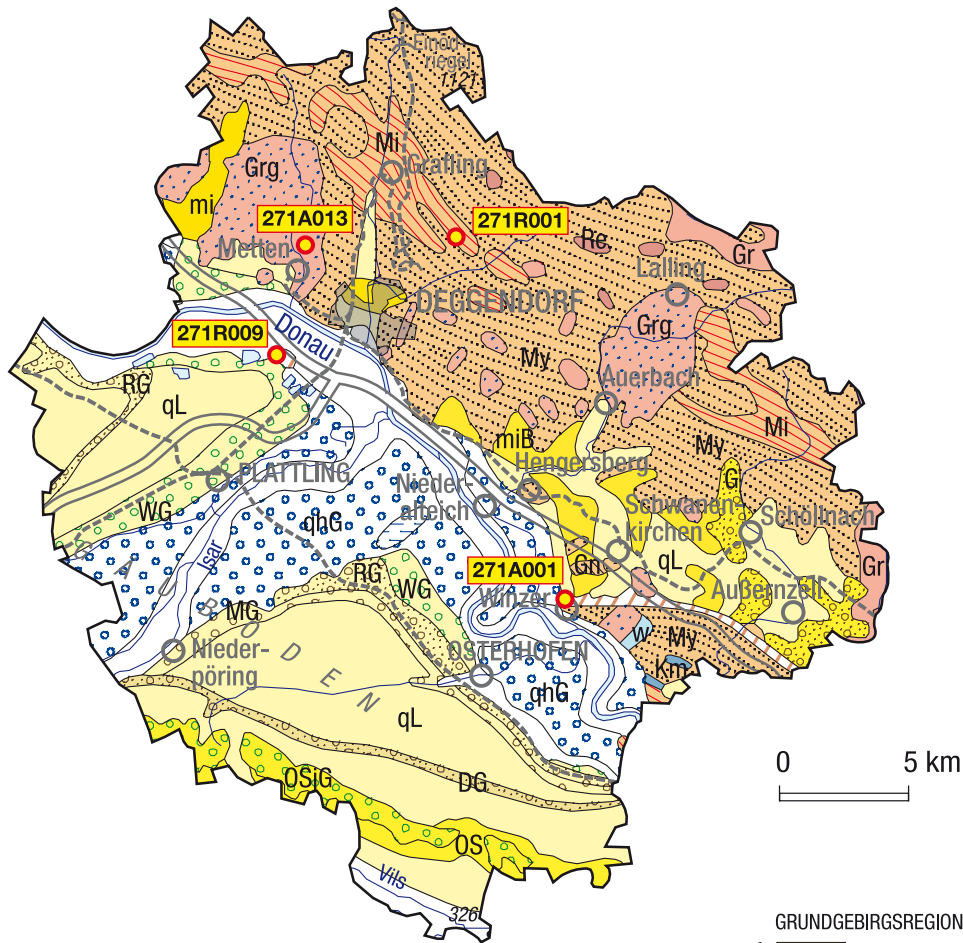 Einöd
riegel
1121
Mi
Grg
Grafling
mi
271A013
271R001
Metten
Rc
Gr
Lalling
DEGGENDORF
271R009
Donau
Grg
My
Auerbach
RG
qL
Mi
miB
My
Hengersberg
PLATTLING
Nieder-
alteich
G
Schwanen-
kirchen
Schöllnach
WG
qhG
Isar
271A001
Gn
qL
Gr
RG
WG
Außernzell
Winzer
MG
w
My
Km
Nieder-
pöring
OSTERHOFEN
AUBODEN
qhG
qL
0 5 km
DG
OSiG
OS
Vils
326
GRUNDGEBIRGSREGION